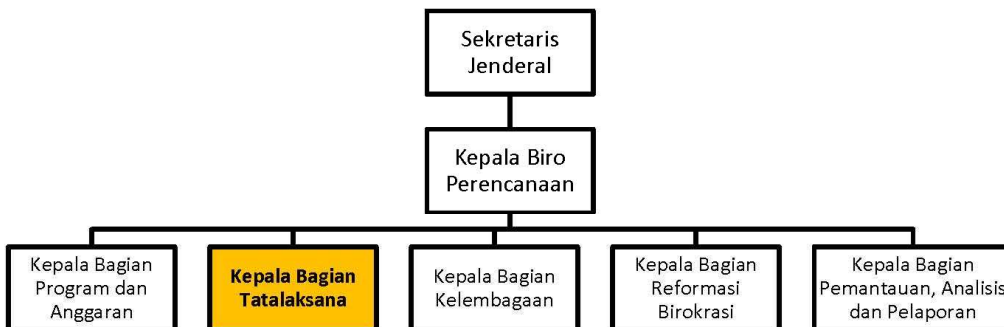 Sekretaris
Jenderal
Kepala Biro
Perencanaan
Kepala Bagian
Program dan
Anggaran
Kepala Bagian
Tatalaksana
Kepala Bagian
Kelembagaan
Kepala Bagian
Reformasi
Birokrasi
Kepala Bagian
Pemantauan, Analisis
dan Pelaporan